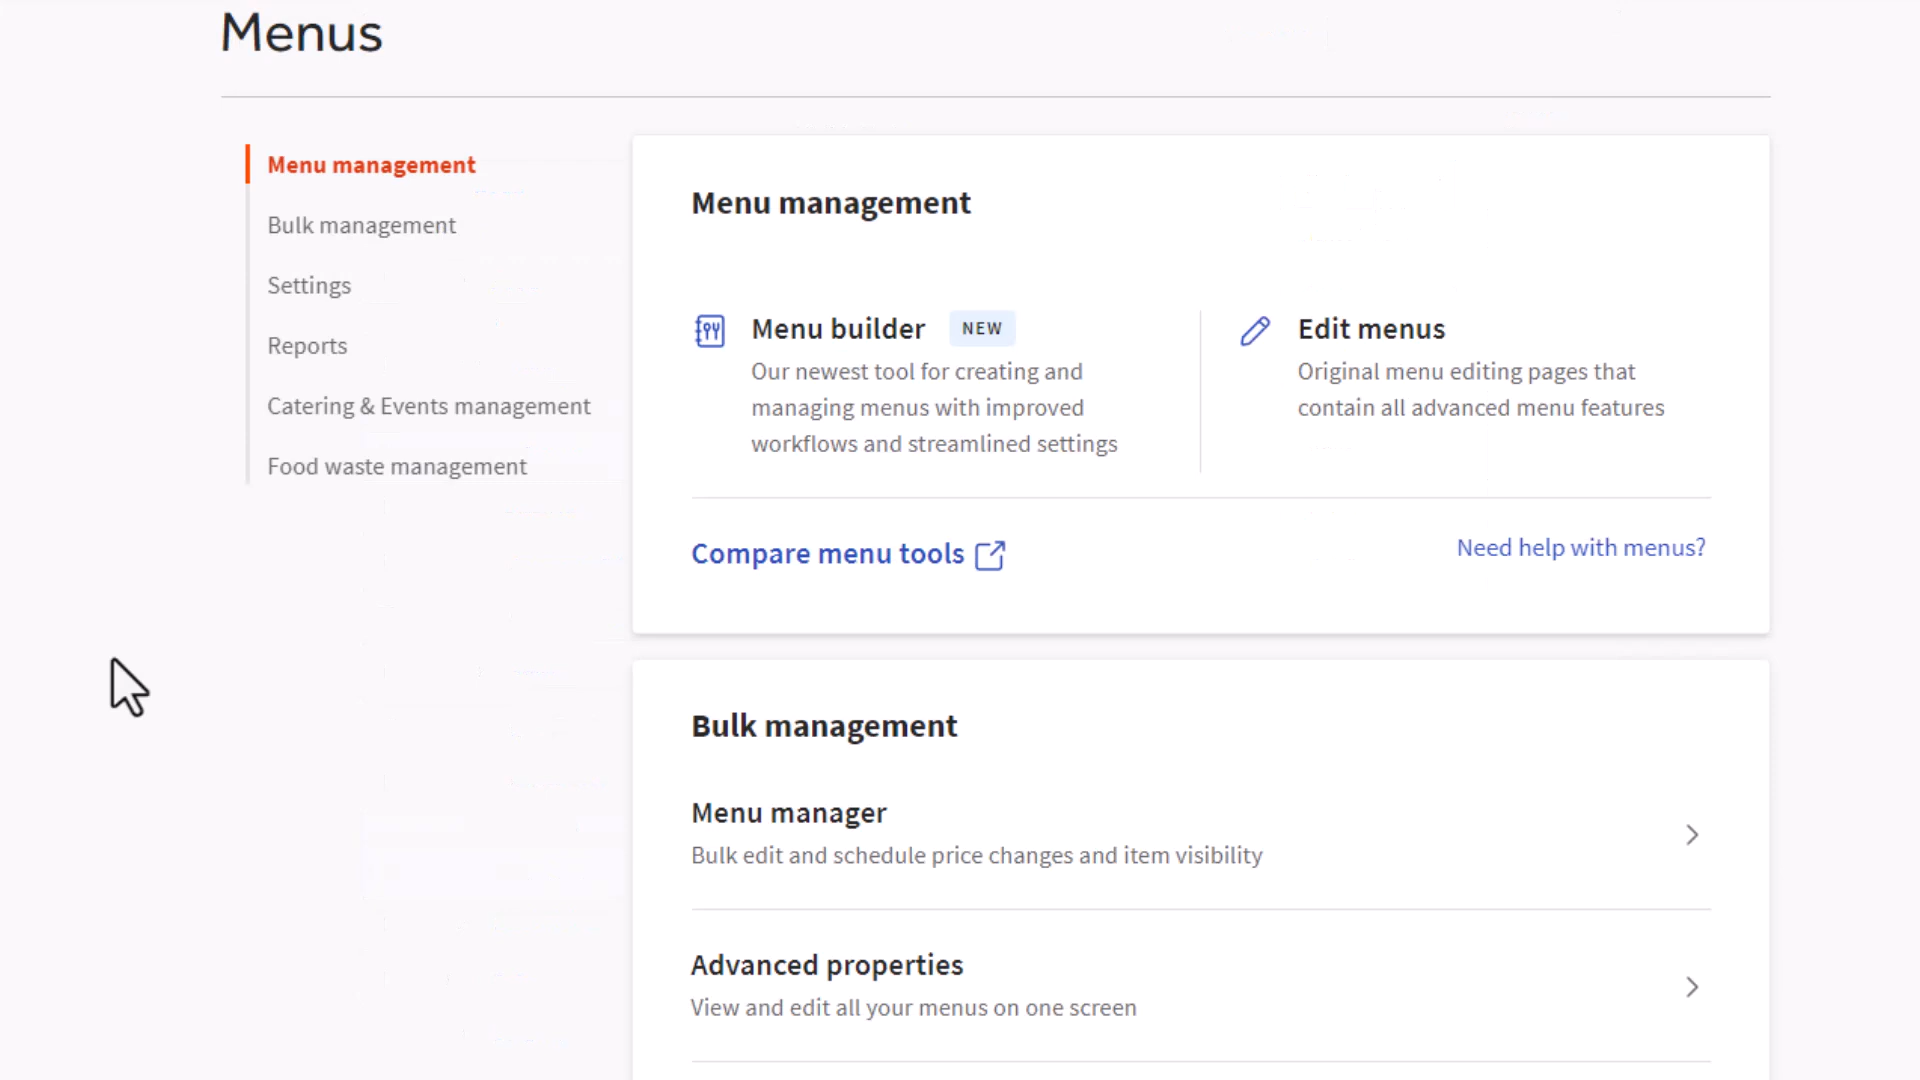 Menus
Menu management
Bulk management
Settings
Reports
Catering & Events management
Food waste management
Menu management
Menu builder NEW
Our newest tool for creating and
managing menus with improved
workflows and streamlined settings
Edit menus
Original menu editing pages that
contain all advanced menu features
Compare menu tools
Need help with menus?
Bulk management
Menu manager
Bulk edit and schedule price changes and item visibility
Advanced properties
View and edit all your menus on one screen